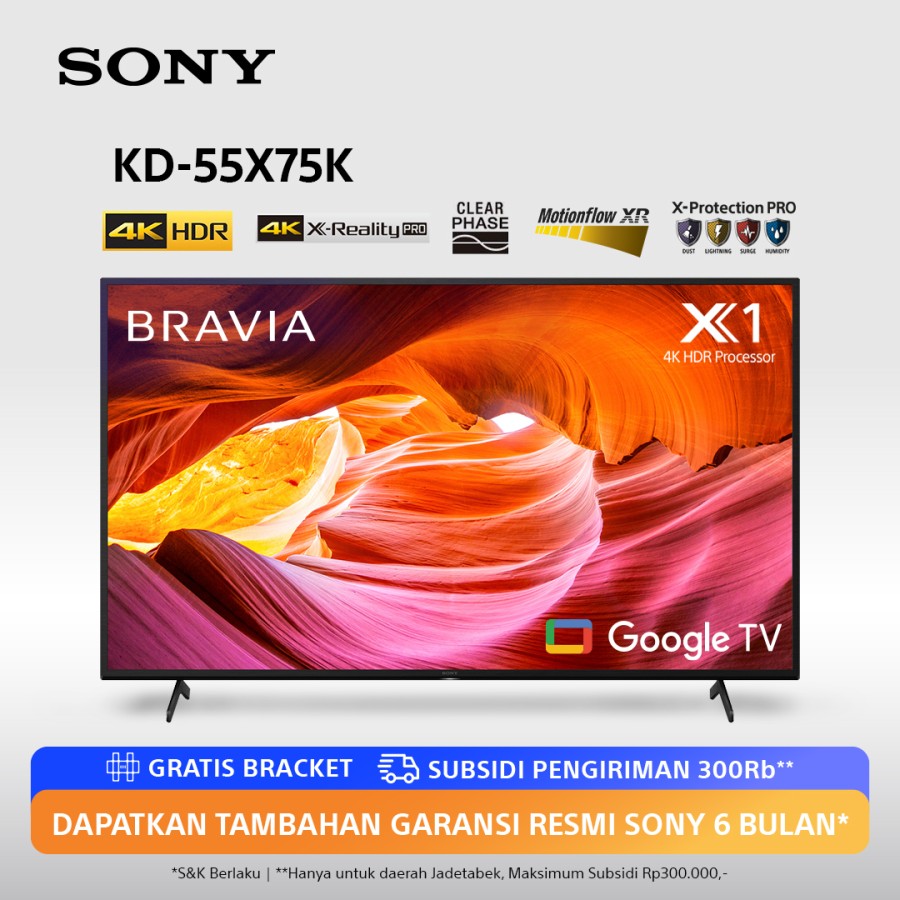 SONY
KD-55X75K
4K HDR
4K X-Reality PRO
CLEAR PHASE
Motionflow XR
X-Protection PRO
DUST LIGHTNING SURGE HUMIDITY
BRAVIA
X1
4K HDR Processor
Google TV
SONY
GRATIS BRACKET SUBSIDI PENGIRIMAN 300Rb**
DAPATKAN TAMBAHAN GARANSI RESMI SONY 6 BULAN*
*S&K Berlaku | **Hanya untuk daerah Jadetabek, Maksimum Subsidi Rp300.000,-